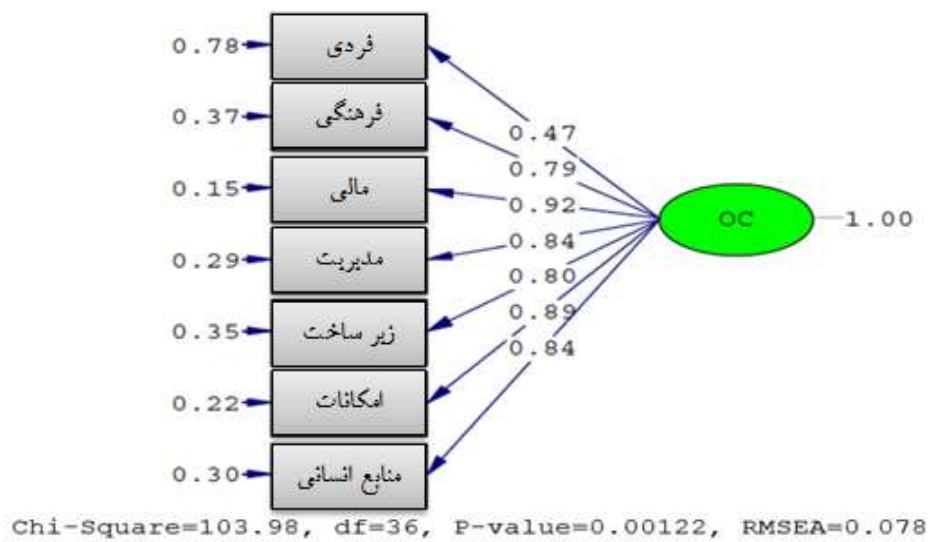 0.78 فردی 0.47
0.37 فرهنگی 0.79
0.15 مالی 0.92
OC 1.00
0.29 مدیریت 0.84
0.35 زیر ساخت 0.80
0.22 امکانات 0.89
0.30 منابع انسانی 0.84
Chi-Square=103.98, df=36, P-value=0.00122, RMSEA=0.078